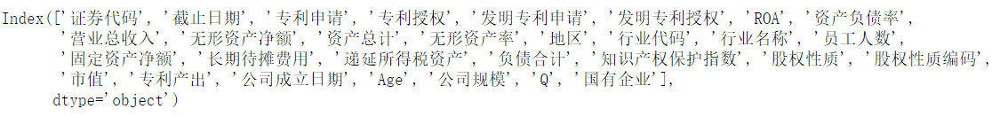 Index(['证券代码', '截止日期', '专利申请', '专利授权', '发明专利申请', '发明专利授权', 'ROA', '资产负债率',
'营业总收入', '无形资产净额', '资产总计', '无形资产率', '地区', '行业代码', '行业名称', '员工人数',
'固定资产净额', '长期待摊费用', '递延所得税资产', '负债合计', '知识产权保护指数', '股权性质', '股权性质编码',
'市值', '专利产出', '公司成立日期', 'Age', '公司规模', 'Q', '国有企业'],
dtype='object')